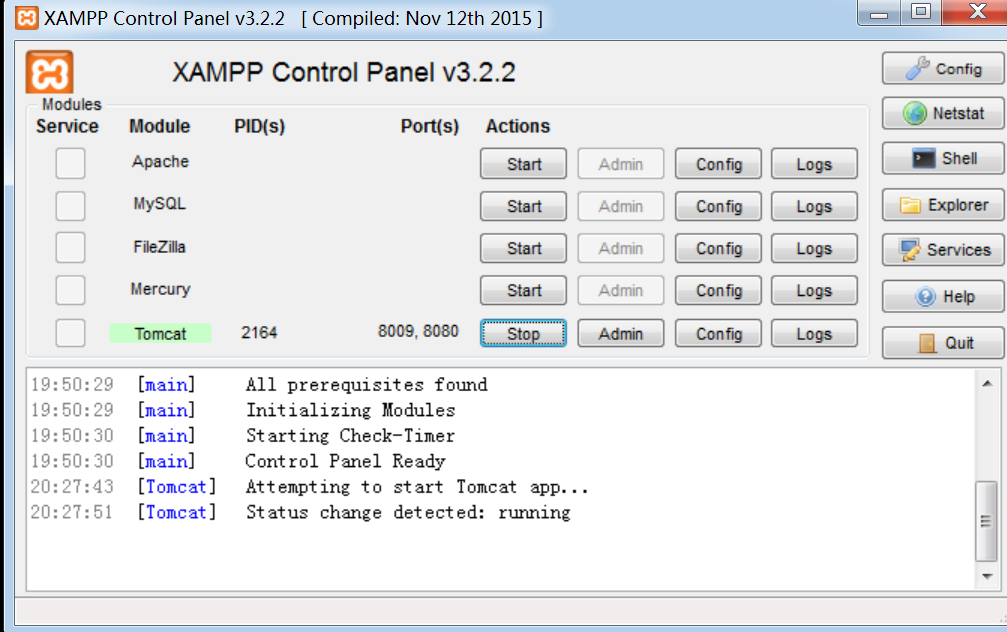 XAMPP Control Panel v3.2.2 [ Compiled: Nov 12th 2015 ]
XAMPP Control Panel v3.2.2
Config
Modules
Service Module PID(s) Port(s) Actions
Netstat
Apache Start Admin Config Logs
Shell
MySQL Start Admin Config Logs
Explorer
FileZilla Start Admin Config Logs
Services
Mercury Start Admin Config Logs
Help
Tomcat 2164 8009, 8080 Stop Admin Config Logs
Quit
19:50:29 [main] All prerequisites found
19:50:29 [main] Initializing Modules
19:50:30 [main] Starting Check-Timer
19:50:30 [main] Control Panel Ready
20:27:43 [Tomcat] Attempting to start Tomcat app...
20:27:51 [Tomcat] Status change detected: running